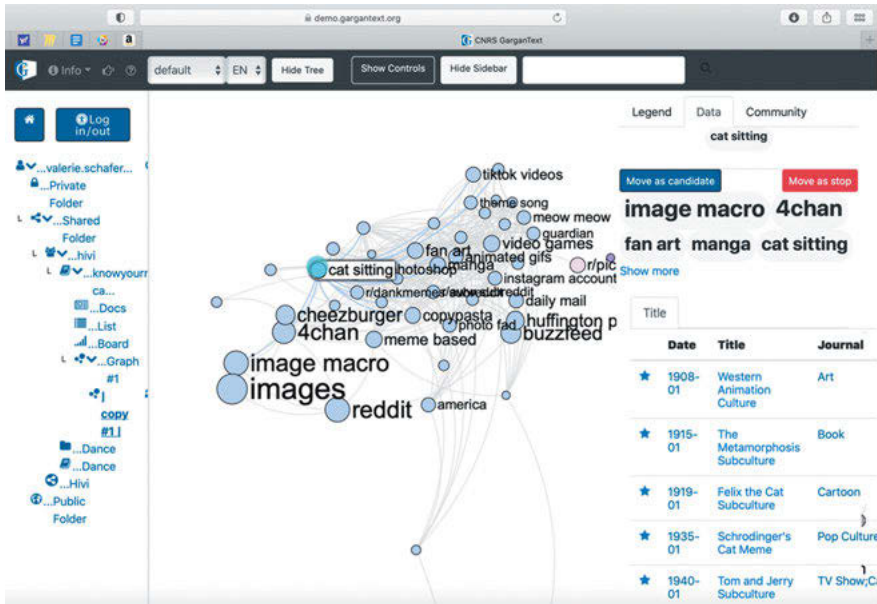 demo.gargantext.org
CNRS GarganText
Info
default
EN
Hide Tree
Show Controls
Hide Sidebar
Log
in/out
...valerie.schafer...
...Private
Folder
...Shared
Folder
...hivi
...knowyourr
ca...
...Docs
...List
...Board
...Graph
#1
copy
#1 |
...Dance
...Dance
...Hivi
...Public
Folder
tiktok videos
theme song
meow meow
guardian
video games
fan art
animated gifs
manga
r/pic
cat sitting
instagram account
daily mail
cheezburger
copypasta
4chan
photo fad
huffington p
buzzfeed
meme based
image macro
images
reddit
america
Legend Data Community
cat sitting
Move as candidate Move as stop
image macro 4chan
fan art manga cat sitting
Show more
Title
Date Title Journal
1908-
01
Western
Animation
Culture
Art
1915-
01
The
Metamorphosis
Subculture
Book
1919-
01
Felix the Cat
Subculture
Cartoon
1935-
01
Schrodinger's
Cat Meme
Pop Culture
1940-
01
Tom and Jerry
Subculture
TV Show;C